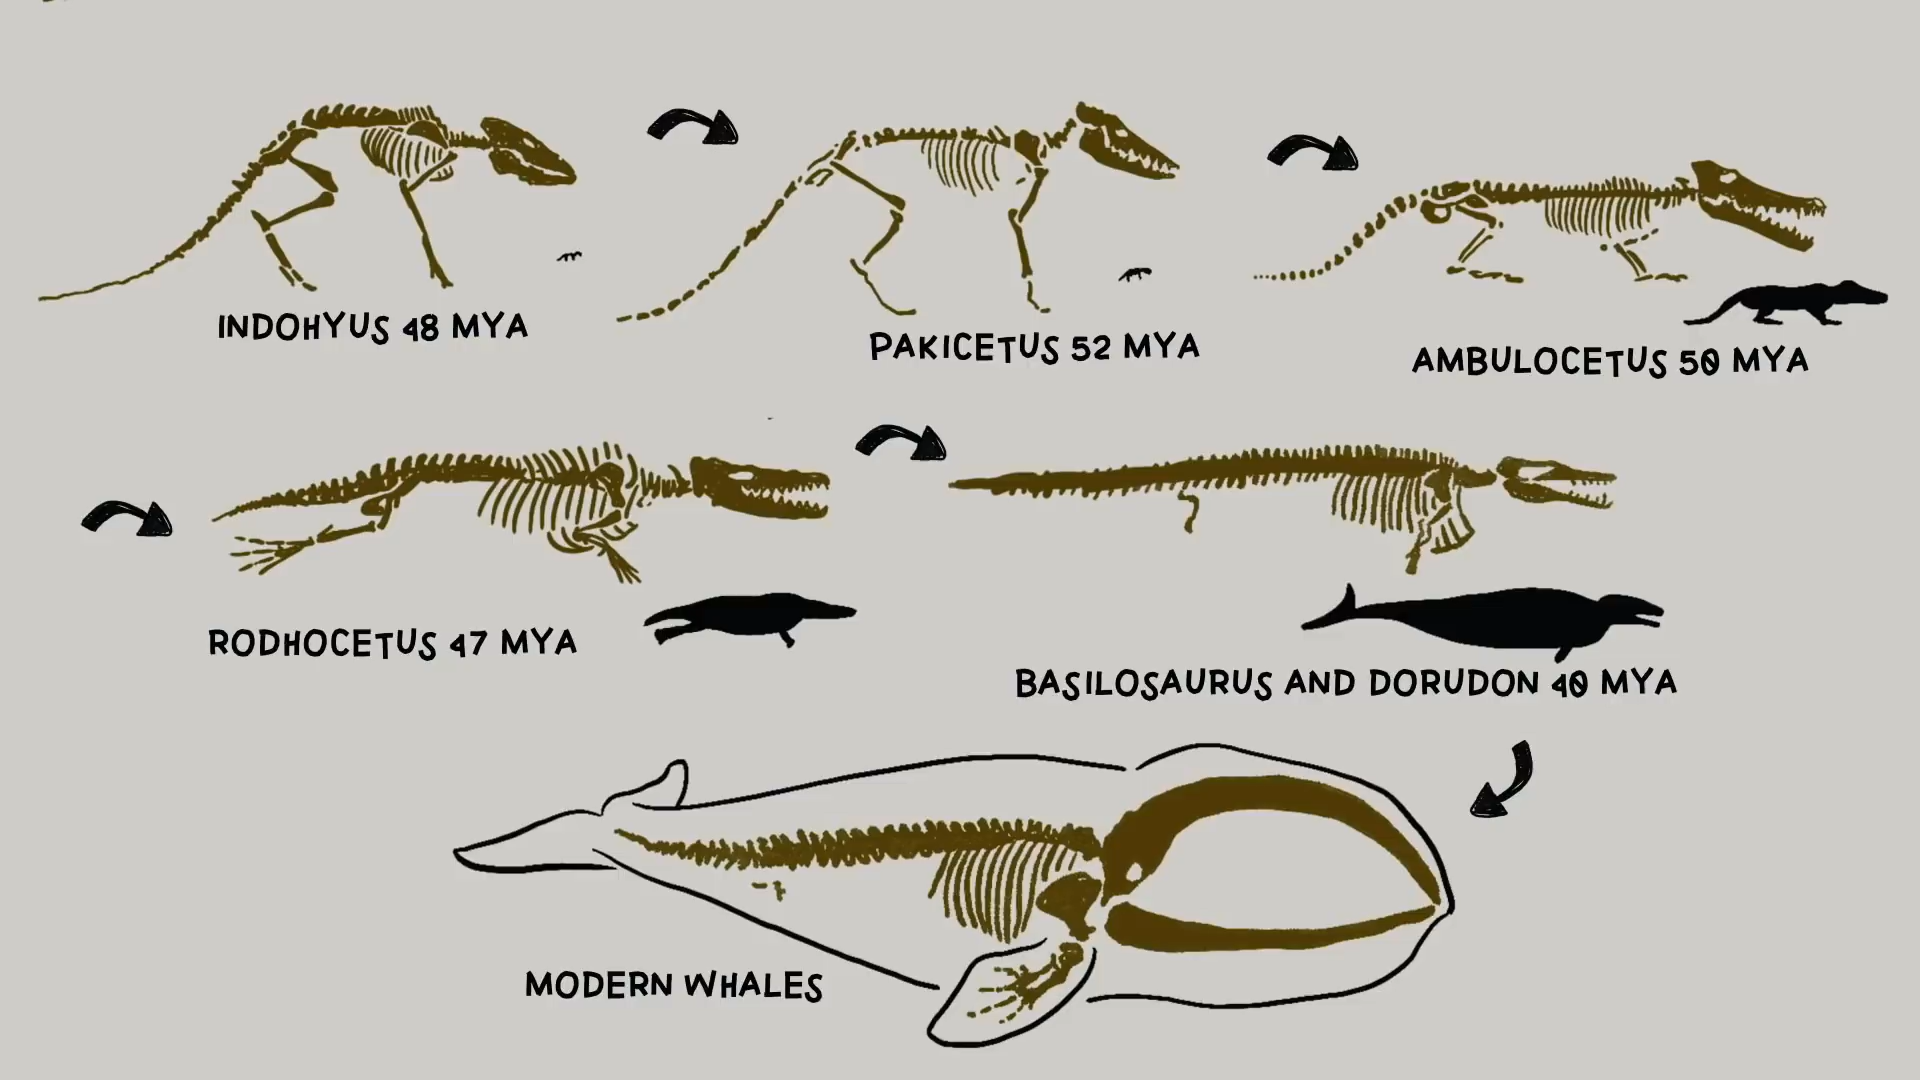 INDOHYUS 48 MYA
PAKICETUS 52 MYA
AMBULOCETUS 50 MYA
RODHOCETUS 47 MYA
BASILOSAURUS AND DORUDON 40 MYA
MODERN WHALES